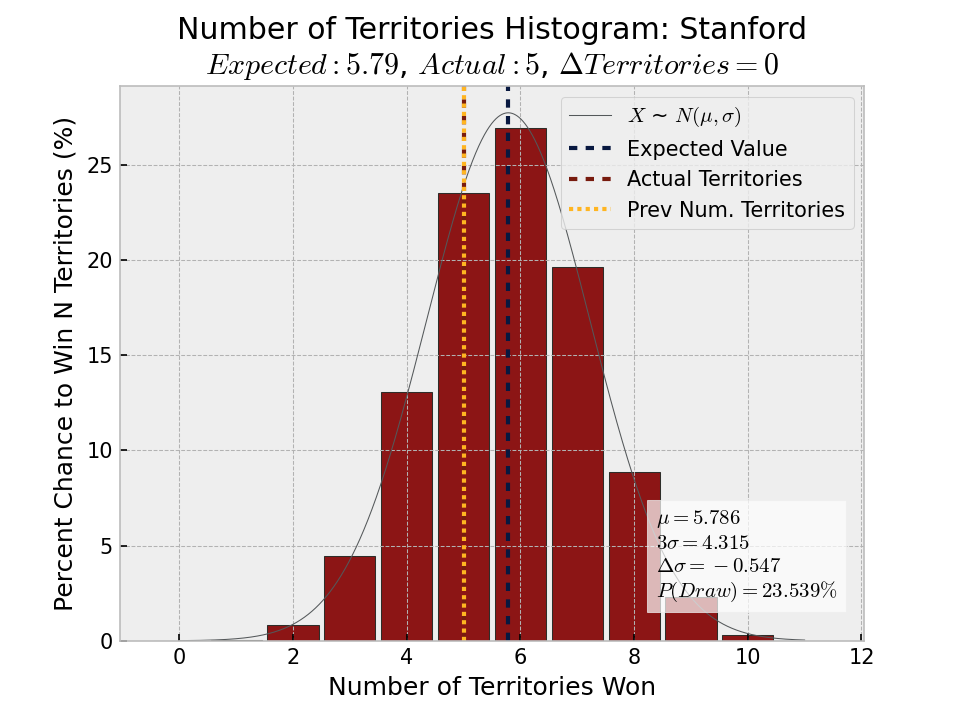 Number of Territories Histogram: Stanford
Expected: 5.79, Actual: 5, ΔTerritories = 0
X ~ N(μ, σ)
Expected Value
Actual Territories
Prev Num. Territories
Percent Chance to Win N Territories (%)
25
20
15
10
5
0
μ = 5.786
3σ = 4.315
Δσ = −0.547
P(Draw) = 23.539%
0 2 4 6 8 10 12
Number of Territories Won